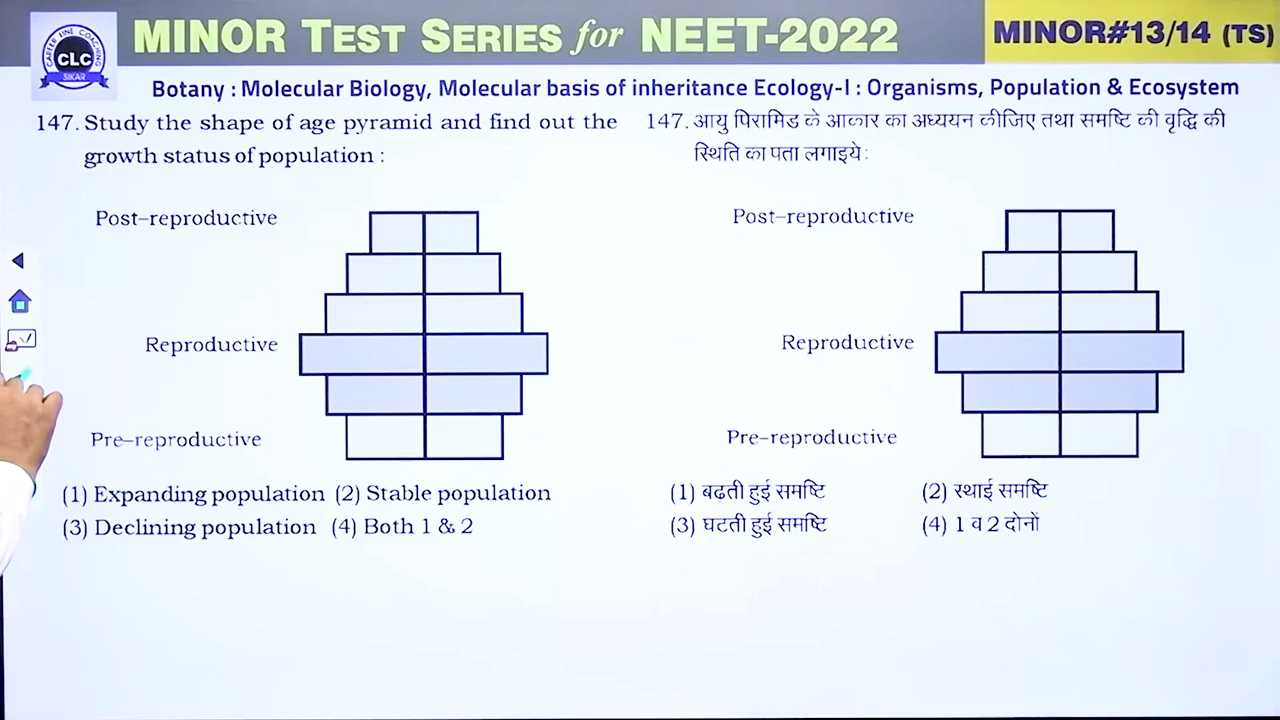 MINOR TEST SERIES for NEET-2022
MINOR#13/14 (TS)
CAREER LINE COACHING
CLC
SIKAR
Botany : Molecular Biology, Molecular basis of inheritance Ecology-I : Organisms, Population & Ecosystem
147. Study the shape of age pyramid and find out the
growth status of population :
Post–reproductive
Reproductive
Pre–reproductive
(1) Expanding population (2) Stable population
(3) Declining population (4) Both 1 & 2
147. आयु पिरामिड के आकार का अध्ययन कीजिए तथा समष्टि की वृद्धि की
स्थिति का पता लगाइये :
Post–reproductive
Reproductive
Pre–reproductive
(1) बढती हुई समष्टि (2) स्थाई समष्टि
(3) घटती हुई समष्टि (4) 1 व 2 दोनों